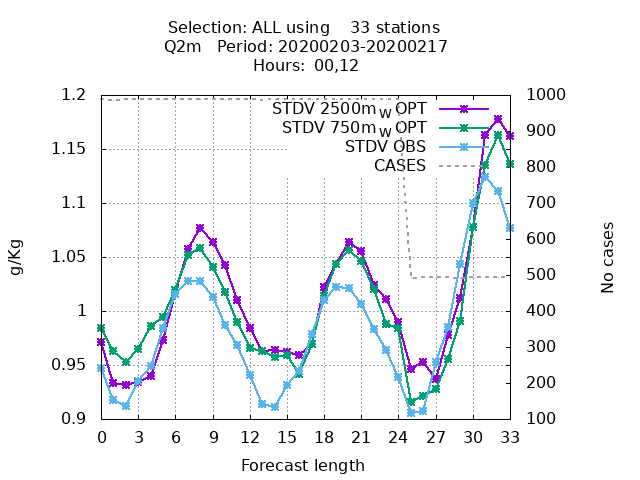 Selection: ALL using    33 stations
Q2m   Period: 20200203-20200217
Hours:  00,12
STDV 2500m_W OPT
STDV 750m_W OPT
STDV OBS
CASES
1.2
1.15
1.1
1.05
1
0.95
0.9
1000
900
800
700
600
500
400
300
200
100
0 3 6 9 12 15 18 21 24 27 30 33
g/Kg
No cases
Forecast length